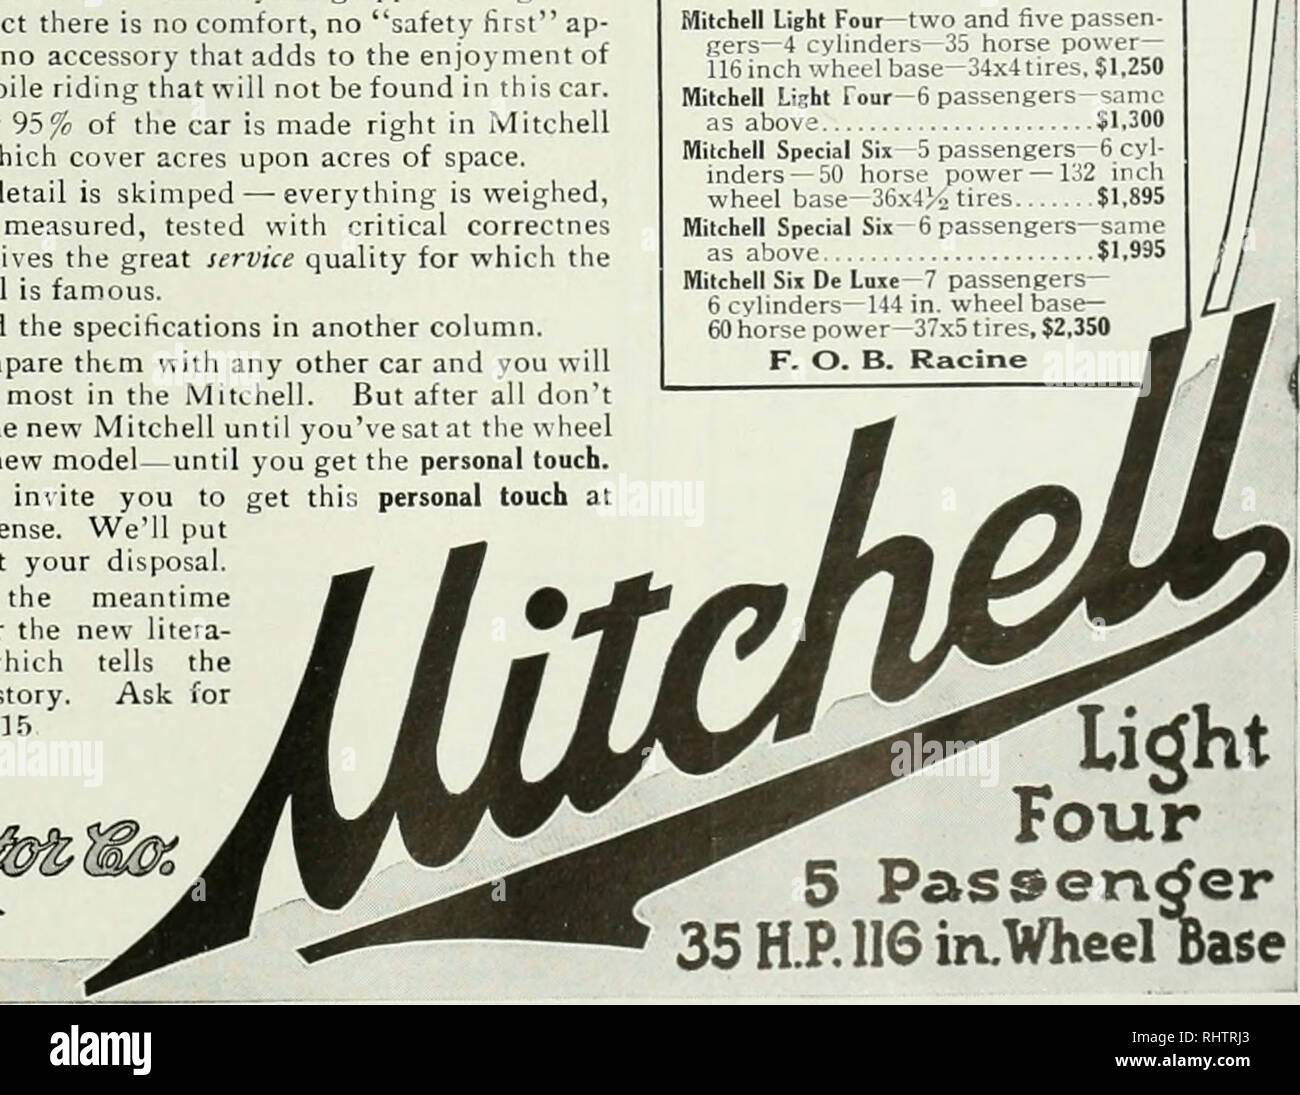 ct there is no comfort, no "safety first" ap-
no accessory that adds to the enjoyment of
bile riding that will not be found in this car.
95% of the car is made right in Mitchell
hich cover acres upon acres of space.
detail is skimped — everything is weighed,
measured, tested with critical correctnes
ives the great service quality for which the
l is famous.
d the specifications in another column.
pare them with any other car and you will
most in the Mitchell. But after all don't
he new Mitchell until you've sat at the wheel
new model—until you get the personal touch.
invite you to get this personal touch at
ense. We'll put
t your disposal.
the meantime
r the new litera-
hich tells the
story. Ask for
15
tor Co.
Mitchell Light Four—two and five passen-
gers—4 cylinders—35 horse power—
116 inch wheel base—34x4 tires, $1,250
Mitchell Light Four—6 passengers—same
as above........................$1,300
Mitchell Special Six—5 passengers—6 cyl-
inders—50 horse power—132 inch
wheel base—36x4½ tires.......$1,895
Mitchell Special Six—6 passengers—same
as above........................$1,995
Mitchell Six De Luxe—7 passengers—
6 cylinders—144 in. wheel base—
60 horse power—37x5 tires, $2,350
F. O. B. Racine
Mitchell
Light
Four
5 Passenger
35 H.P. 116 in. Wheel Base
alamy
Image ID: RHTRJ3
www.alamy.com